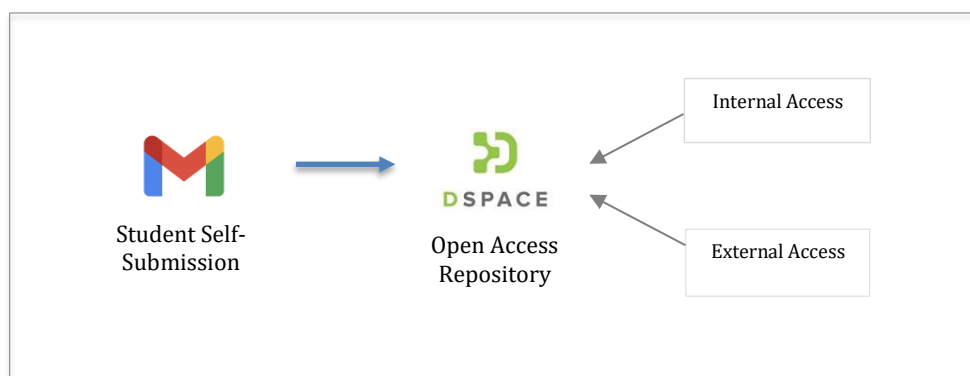 Student Self-
Submission
DSPACE
Open Access
Repository
Internal Access
External Access